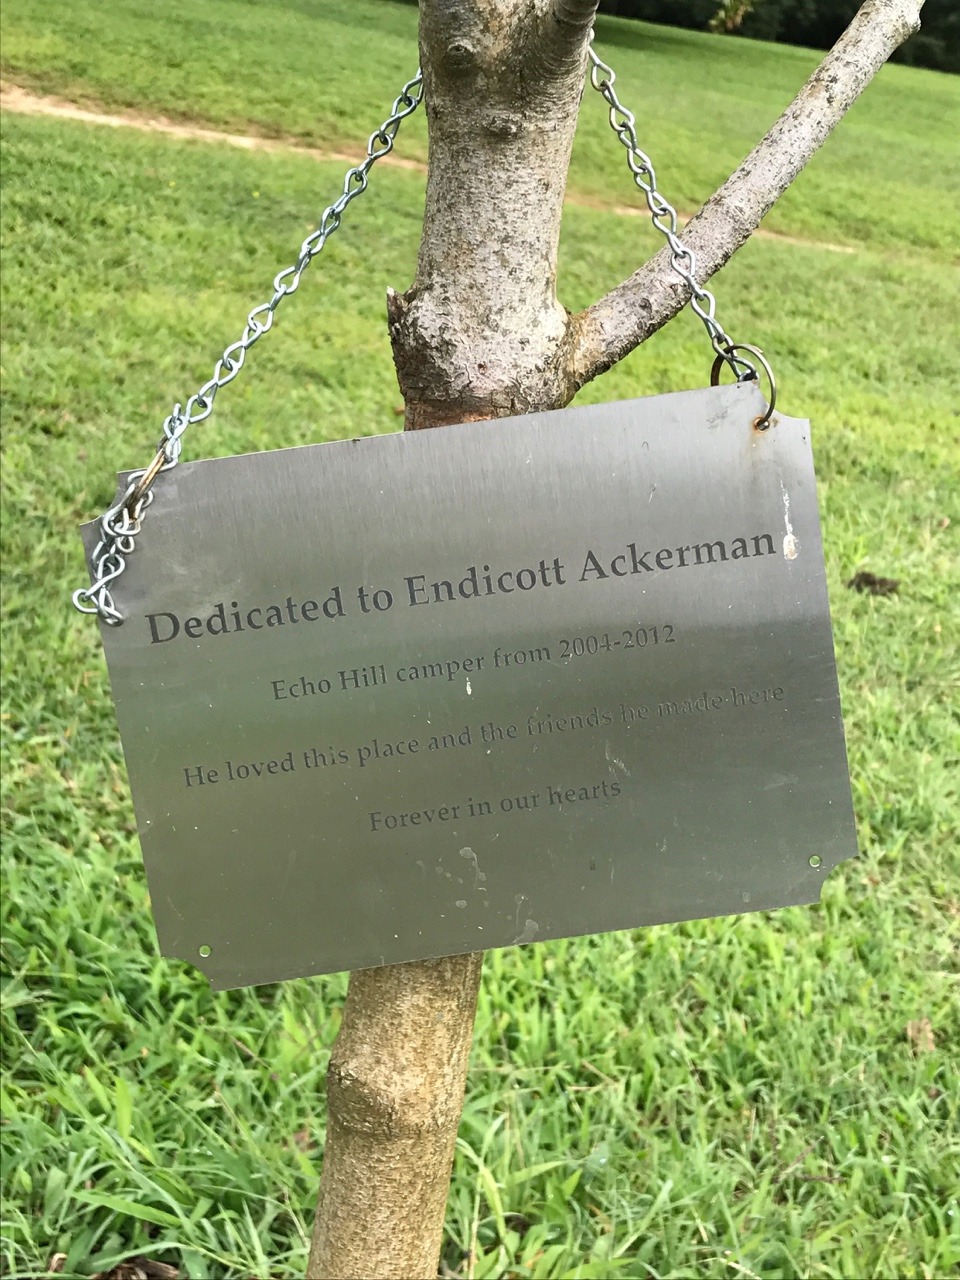 Dedicated to Endicott Ackerman
Echo Hill camper from 2004-2012
He loved this place and the friends he made here
Forever in our hearts